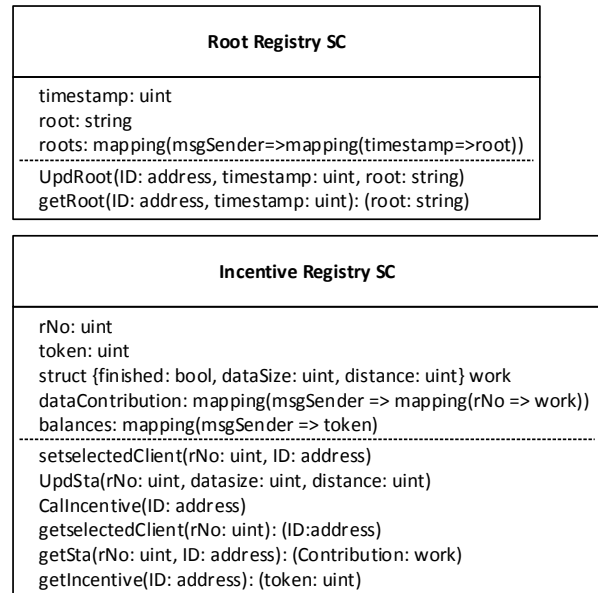 Root Registry SC
timestamp: uint
root: string
roots: mapping(msgSender=>mapping(timestamp=>root))
UpdRoot(ID: address, timestamp: uint, root: string)
getRoot(ID: address, timestamp: uint): (root: string)
Incentive Registry SC
rNo: uint
token: uint
struct {finished: bool, dataSize: uint, distance: uint} work
dataContribution: mapping(msgSender => mapping(rNo => work))
balances: mapping(msgSender => token)
setselectedClient(rNo: uint, ID: address)
UpdSta(rNo: uint, datasize: uint, distance: uint)
CalIncentive(ID: address)
getselectedClient(rNo: uint): (ID:address)
getSta(rNo: uint, ID: address): (Contribution: work)
getIncentive(ID: address): (token: uint)